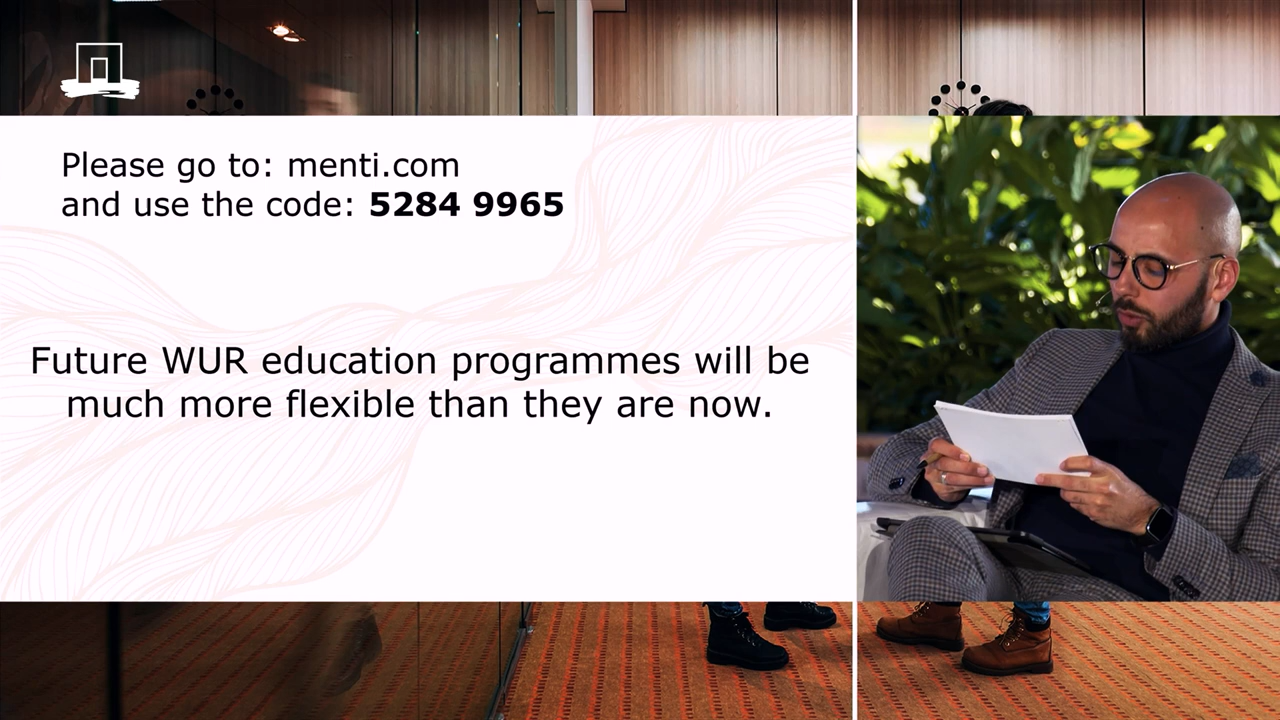 Please go to: menti.com
and use the code: 5284 9965
Future WUR education programmes will be
much more flexible than they are now.